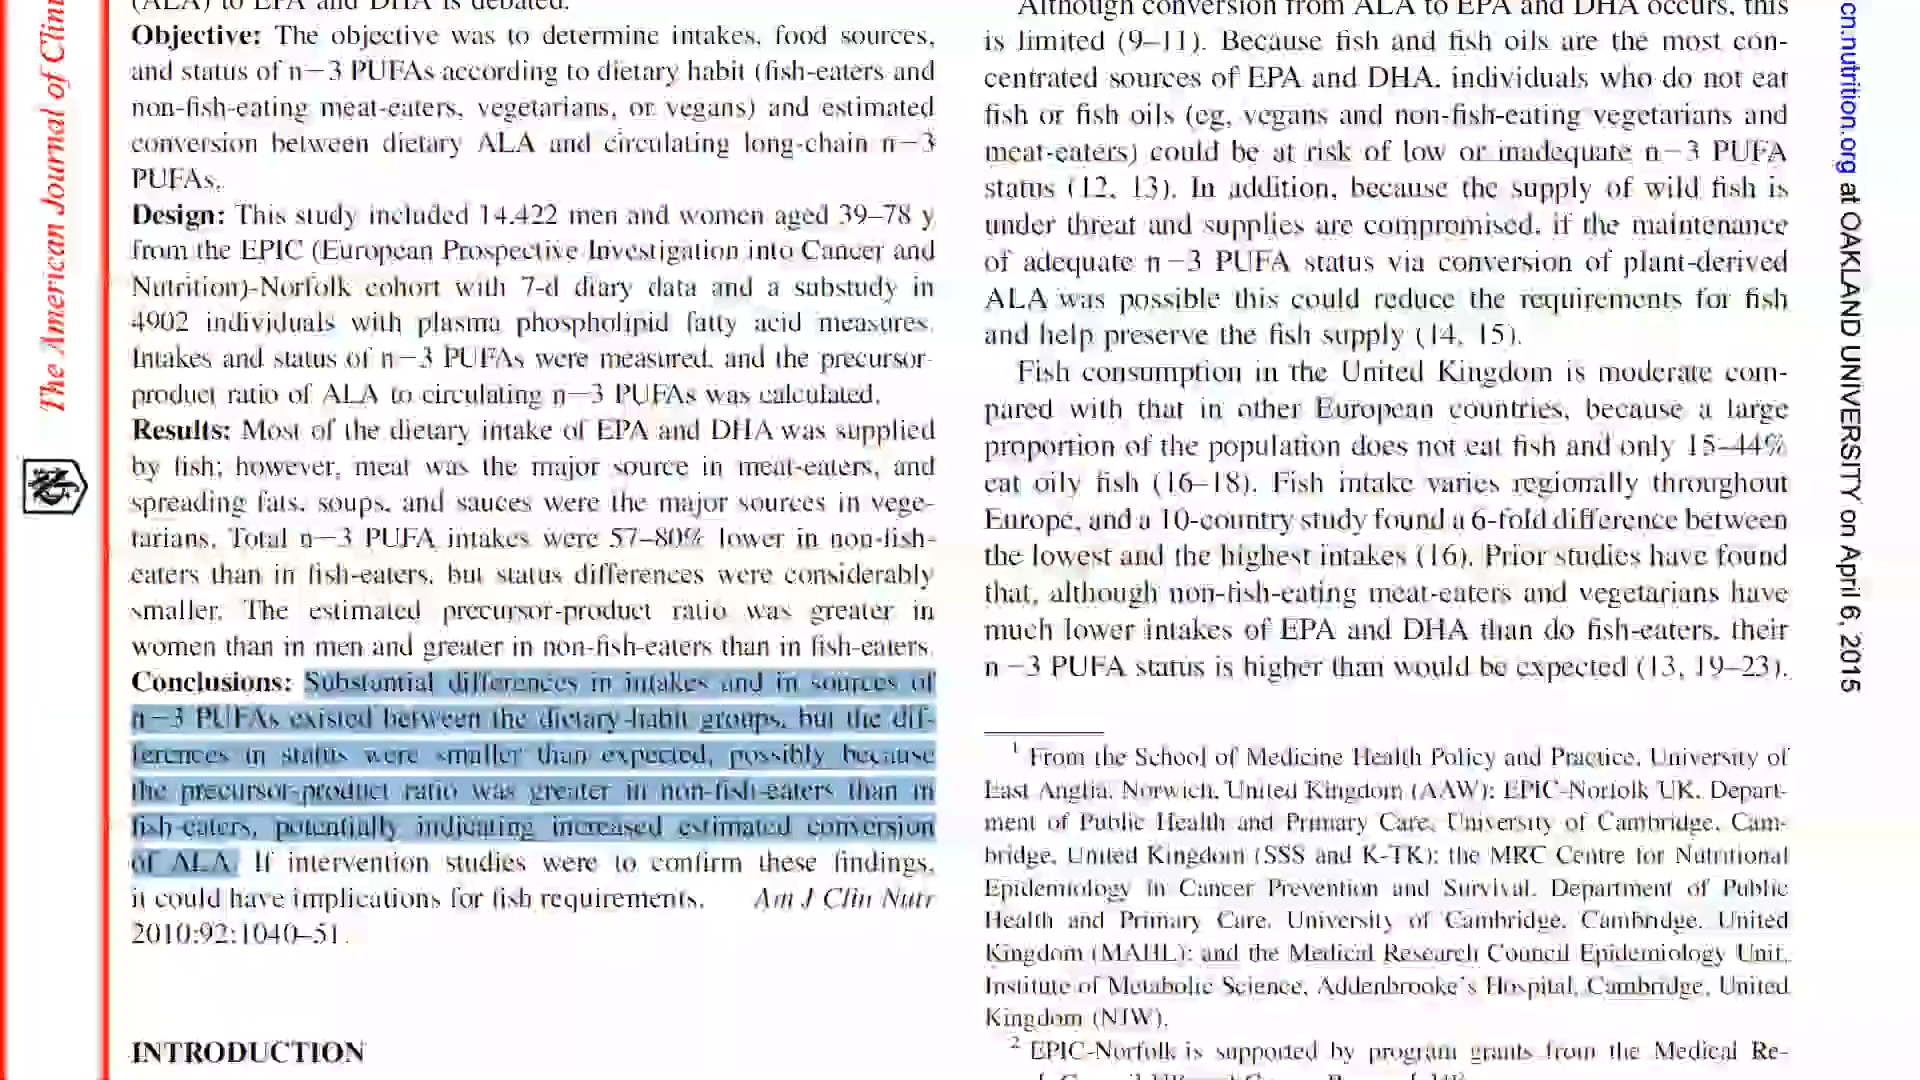 The American Journal of Clin
(ALA) to EPA and DHA is debated.
Objective: The objective was to determine intakes, food sources,
and status of n−3 PUFAs according to dietary habit (fish-eaters and
non-fish-eating meat-eaters, vegetarians, or vegans) and estimated
conversion between dietary ALA and circulating long-chain n−3
PUFAs.
Design: This study included 14,422 men and women aged 39–78 y
from the EPIC (European Prospective Investigation into Cancer and
Nutrition)-Norfolk cohort with 7-d diary data and a substudy in
4902 individuals with plasma phospholipid fatty acid measures.
Intakes and status of n−3 PUFAs were measured, and the precursor-
product ratio of ALA to circulating n−3 PUFAs was calculated.
Results: Most of the dietary intake of EPA and DHA was supplied
by fish; however, meat was the major source in meat-eaters, and
spreading fats, soups, and sauces were the major sources in vege-
tarians. Total n−3 PUFA intakes were 57–80% lower in non-fish-
eaters than in fish-eaters, but status differences were considerably
smaller. The estimated precursor-product ratio was greater in
women than in men and greater in non-fish-eaters than in fish-eaters.
Conclusions: Substantial differences in intakes and in sources of
n−3 PUFAs existed between the dietary-habit groups, but the dif-
ferences in status were smaller than expected, possibly because
the precursor-product ratio was greater in non-fish-eaters than in
fish-eaters, potentially indicating increased estimated conversion
of ALA. If intervention studies were to confirm these findings,
it could have implications for fish requirements. Am J Clin Nutr
2010;92:1040–51.
INTRODUCTION
Although conversion from ALA to EPA and DHA occurs, this
is limited (9–11). Because fish and fish oils are the most con-
centrated sources of EPA and DHA, individuals who do not eat
fish or fish oils (eg, vegans and non-fish-eating vegetarians and
meat-eaters) could be at risk of low or inadequate n−3 PUFA
status (12, 13). In addition, because the supply of wild fish is
under threat and supplies are compromised, if the maintenance
of adequate n−3 PUFA status via conversion of plant-derived
ALA was possible this could reduce the requirements for fish
and help preserve the fish supply (14, 15).
Fish consumption in the United Kingdom is moderate com-
pared with that in other European countries, because a large
proportion of the population does not eat fish and only 15–44%
eat oily fish (16–18). Fish intake varies regionally throughout
Europe, and a 10-country study found a 6-fold difference between
the lowest and the highest intakes (16). Prior studies have found
that, although non-fish-eating meat-eaters and vegetarians have
much lower intakes of EPA and DHA than do fish-eaters, their
n−3 PUFA status is higher than would be expected (13, 19–23).
1 From the School of Medicine Health Policy and Practice, University of
East Anglia, Norwich, United Kingdom (AAW); EPIC-Norfolk UK, Depart-
ment of Public Health and Primary Care, University of Cambridge, Cam-
bridge, United Kingdom (SSS and K-TK); the MRC Centre for Nutritional
Epidemiology in Cancer Prevention and Survival, Department of Public
Health and Primary Care, University of Cambridge, Cambridge, United
Kingdom (MAHL); and the Medical Research Council Epidemiology Unit,
Institute of Metabolic Science, Addenbrooke's Hospital, Cambridge, United
Kingdom (NJW).
2 EPIC-Norfolk is supported by program grants from the Medical Re-
cn.nutrition.org at OAKLAND UNIVERSITY on April 6, 2015